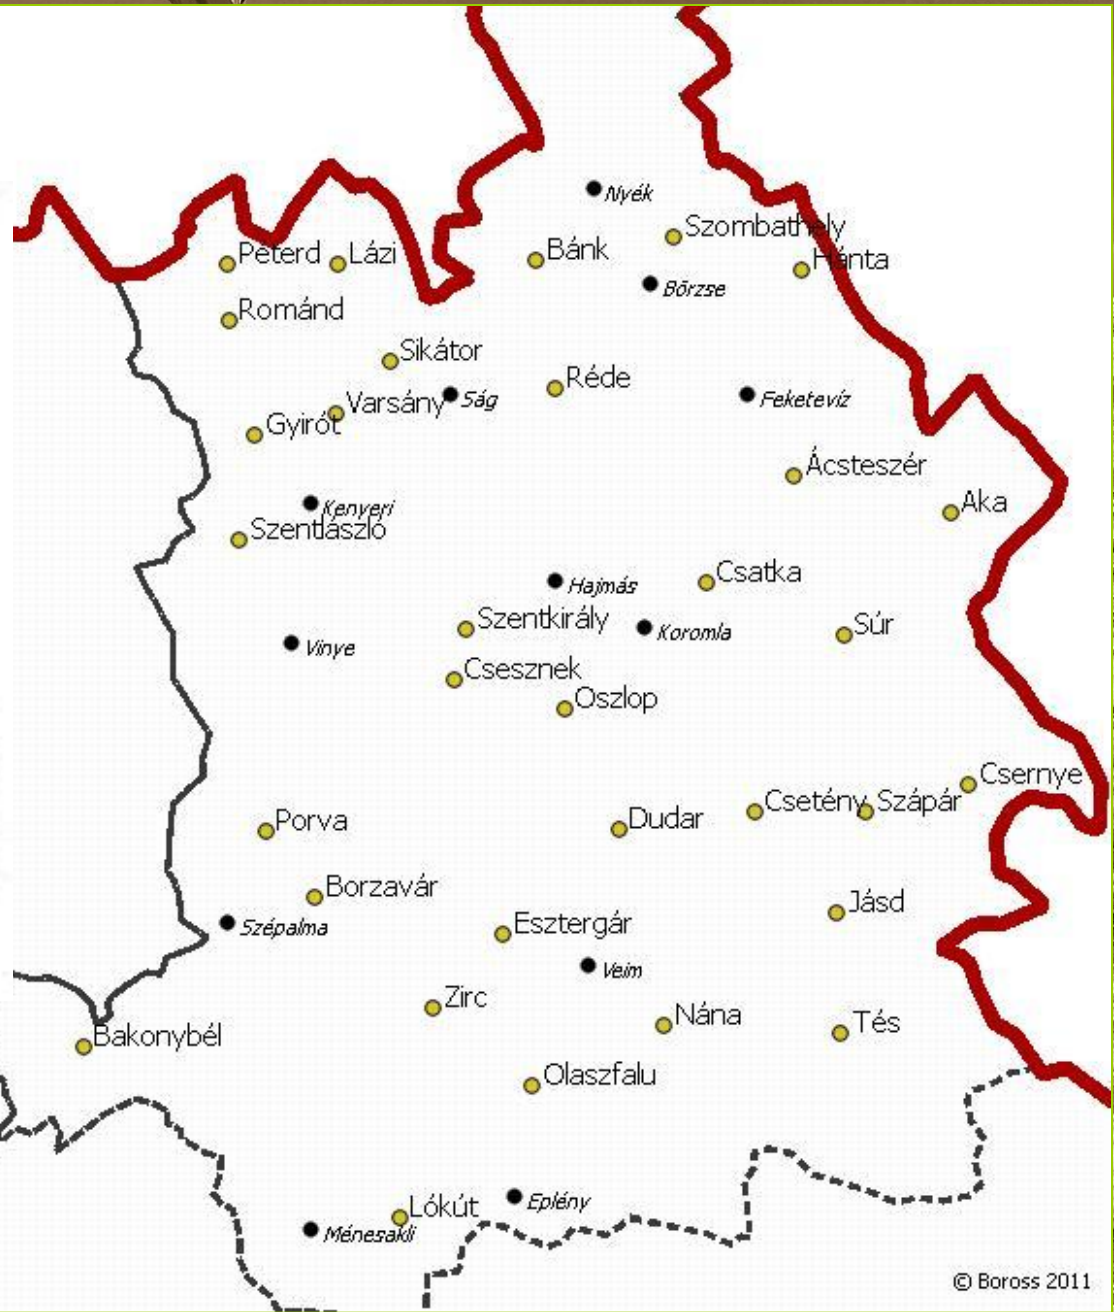 Nyék
Szombathely
Péterd
Lázi
Bánk
Hánta
Börzse
Románd
Sikátor
Réde
Varsány
Ság
Feketevíz
Gyirót
Ácsteszér
Aka
Kenyeri
Szentlászló
Csatka
Hajmás
Szentkirály
Koromla
Súr
Vinye
Csesznek
Oszlop
Csernye
Csetény
Szápár
Porva
Dudar
Borzavár
Jásd
Szépalma
Esztergár
Veim
Zirc
Nána
Tés
Bakonybél
Olaszfalu
Lókút
Eplény
Ménesakli
© Boross 2011